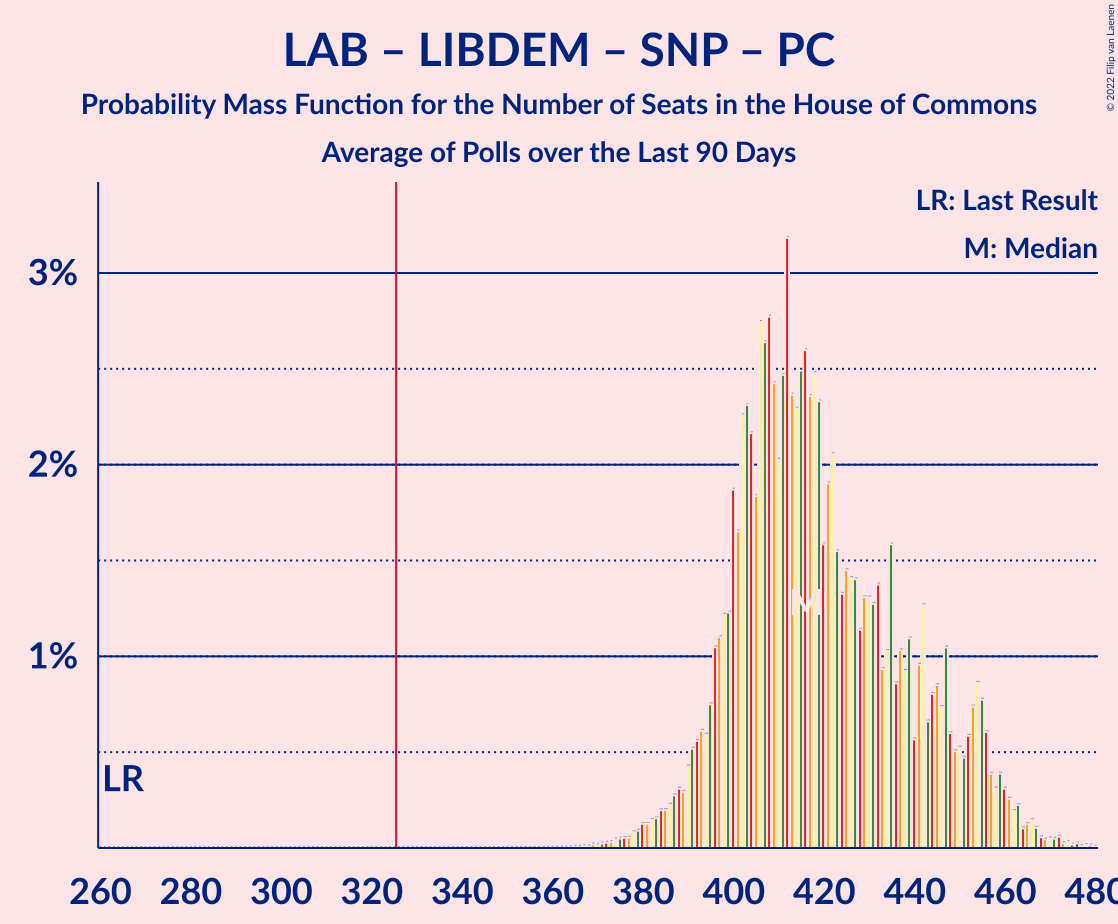 LAB – LIBDEM – SNP – PC
Probability Mass Function for the Number of Seats in the House of Commons
Average of Polls over the Last 90 Days
© 2022 Filip van Laenen
LR: Last Result
M: Median
3%
2%
1%
M
LR
260 280 300 320 340 360 380 400 420 440 460 480